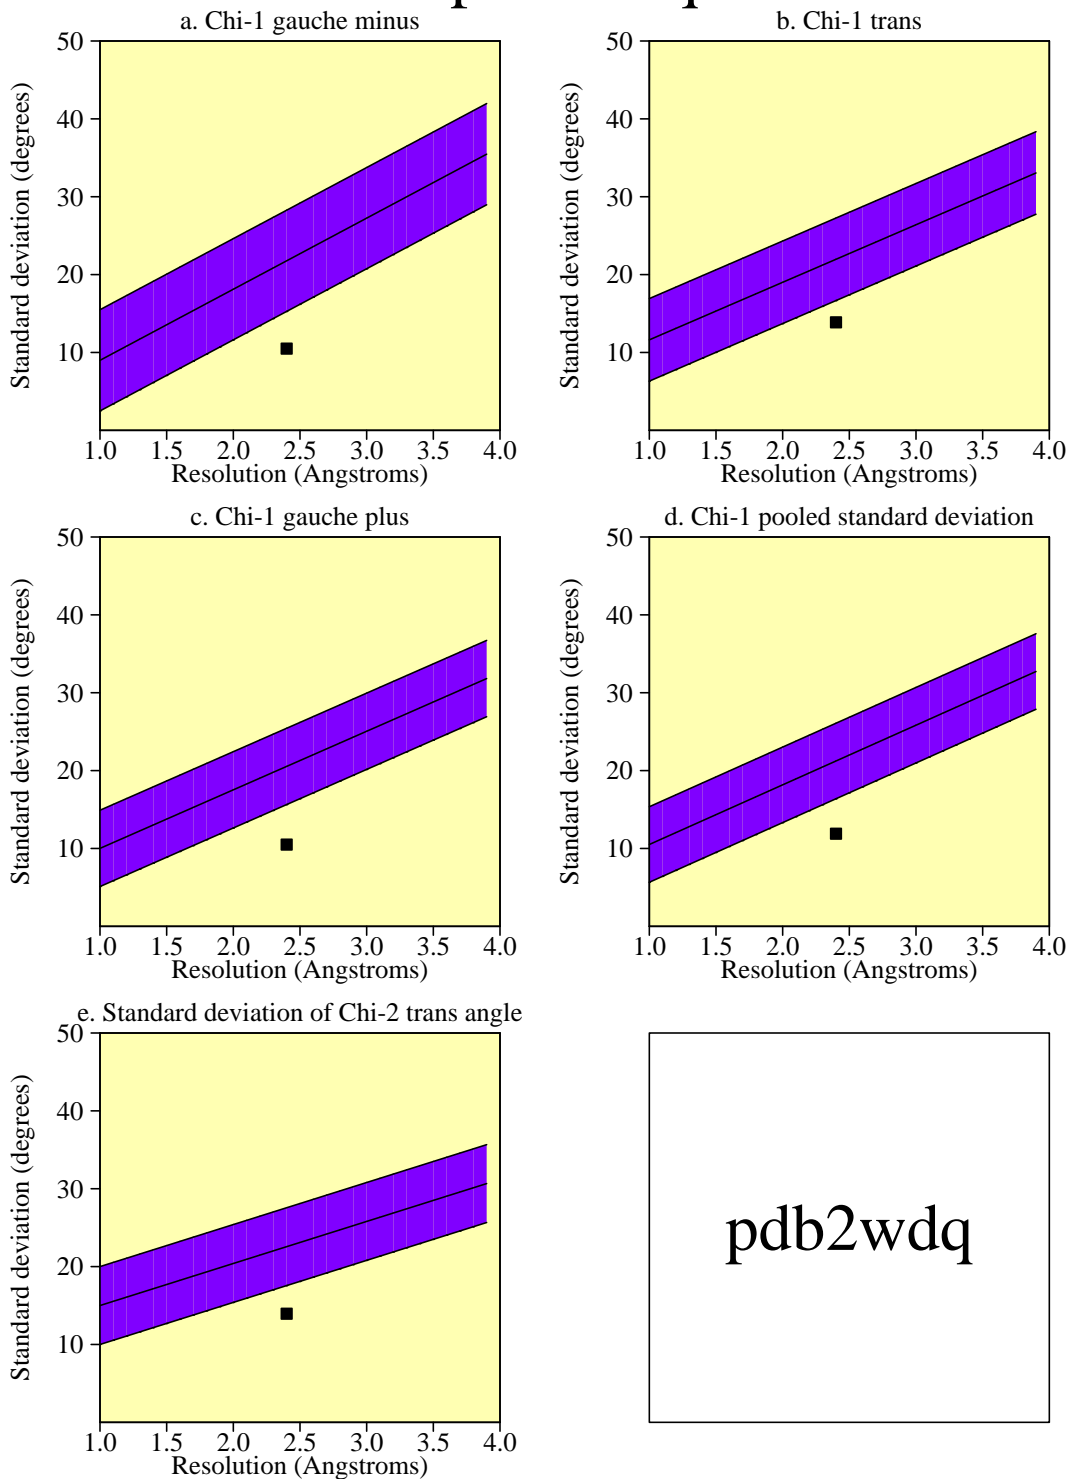 a. Chi-1 gauche minus
50
40
30
20
10
Standard deviation (degrees)
1.0 1.5 2.0 2.5 3.0 3.5 4.0
Resolution (Angstroms)
b. Chi-1 trans
50
40
30
20
10
Standard deviation (degrees)
1.0 1.5 2.0 2.5 3.0 3.5 4.0
Resolution (Angstroms)
c. Chi-1 gauche plus
50
40
30
20
10
Standard deviation (degrees)
1.0 1.5 2.0 2.5 3.0 3.5 4.0
Resolution (Angstroms)
d. Chi-1 pooled standard deviation
50
40
30
20
10
Standard deviation (degrees)
1.0 1.5 2.0 2.5 3.0 3.5 4.0
Resolution (Angstroms)
e. Standard deviation of Chi-2 trans angle
50
40
30
20
10
Standard deviation (degrees)
1.0 1.5 2.0 2.5 3.0 3.5 4.0
Resolution (Angstroms)
pdb2wdq